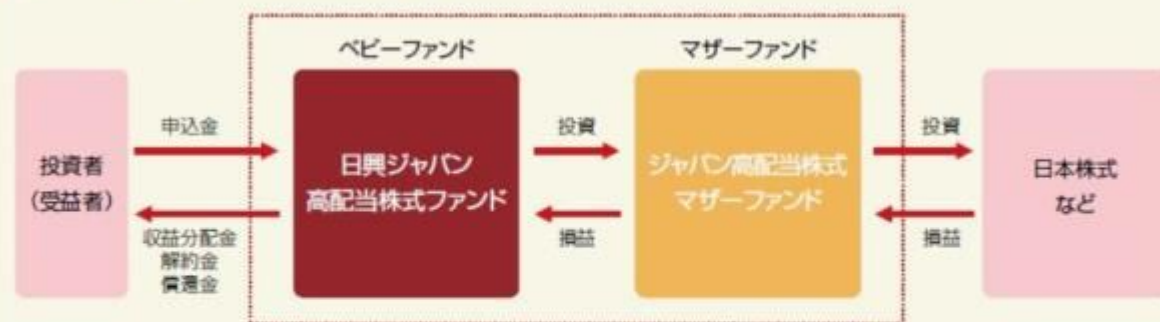 ベビーファンド
マザーファンド
投資者
(受益者)
申込金
収益分配金
解約金
償還金
日興ジャパン
高配当株式ファンド
投資
損益
ジャパン高配当株式
マザーファンド
投資
損益
日本株式
など